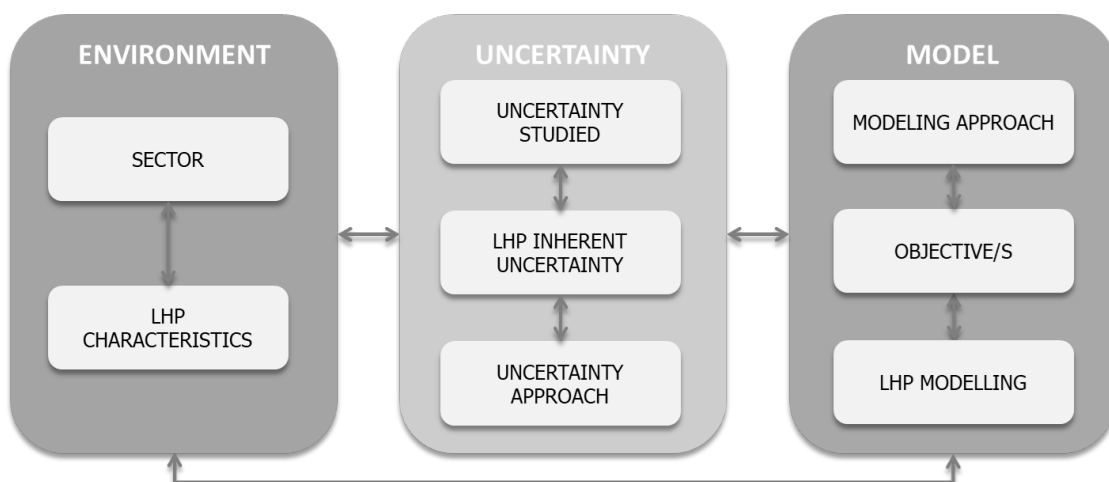 ENVIRONMENT
SECTOR
LHP
CHARACTERISTICS
UNCERTAINTY
UNCERTAINTY
STUDIED
LHP INHERENT
UNCERTAINTY
UNCERTAINTY
APPROACH
MODEL
MODELING APPROACH
OBJECTIVE/S
LHP MODELLING